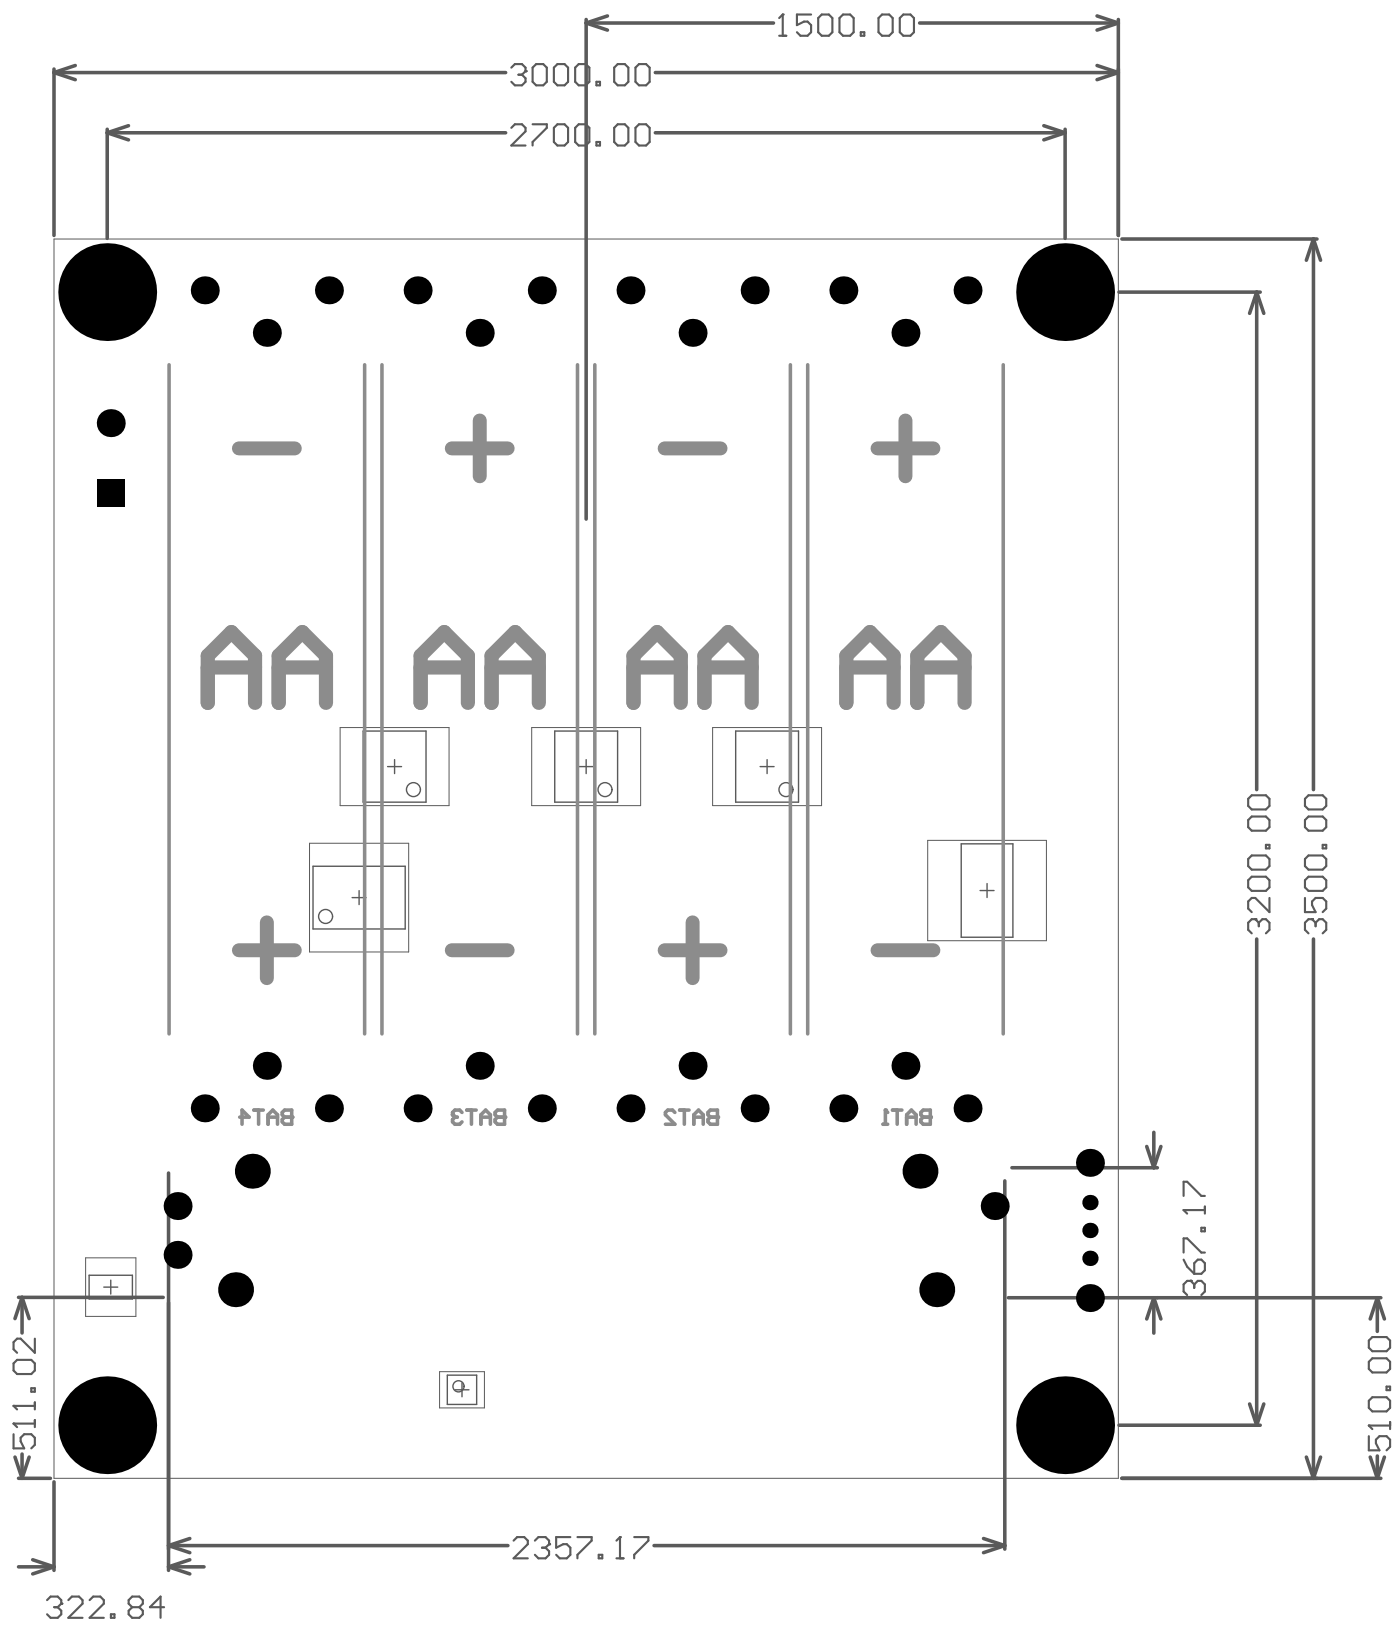 1500.00
3000.00
2700.00
- + - +
AA AA AA AA
3200.00
3500.00
+ - + -
BAT4 BAT3 BAT2 BAT1
367.17
511.02
510.00
2357.17
322.84